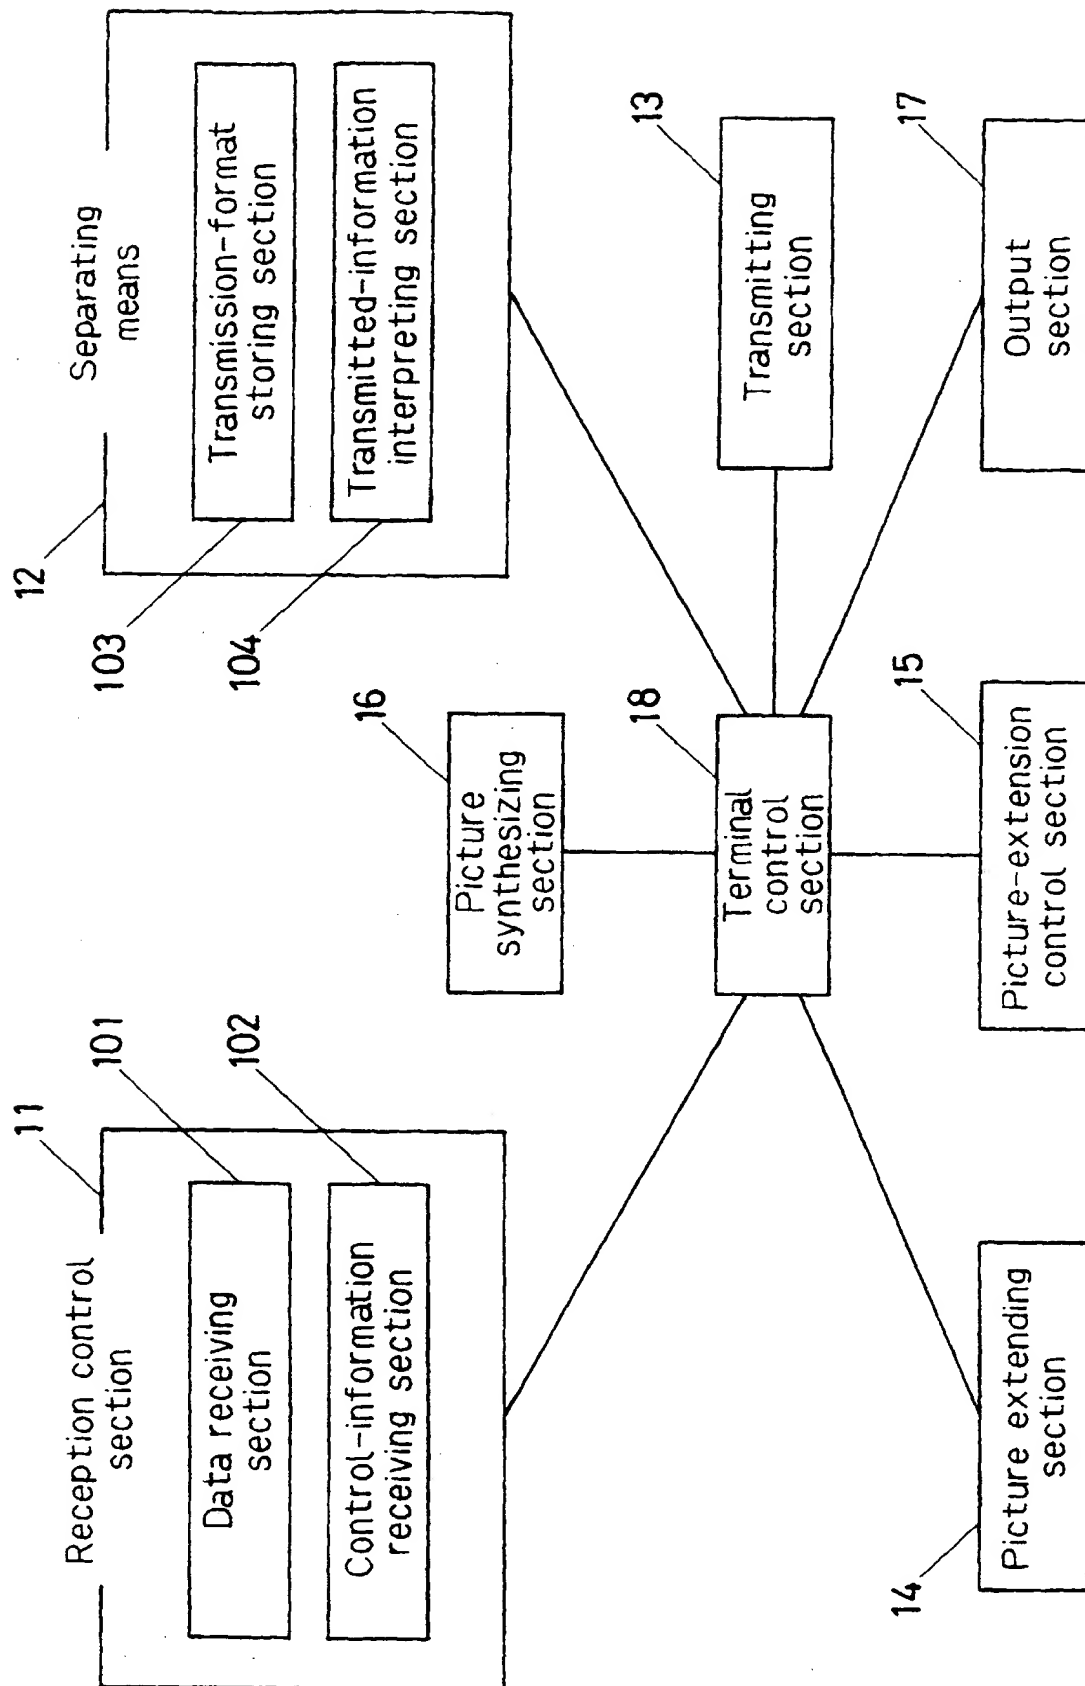 11
Reception control
section
101
Data receiving
section
102
Control-information
receiving section
12
Separating
means
103
Transmission-format
storing section
104
Transmitted-information
interpreting section
16
Picture
synthesizing
section
18
Terminal
control
section
13
Transmitting
section
14
Picture extending
section
15
Picture-extension
control section
17
Output
section